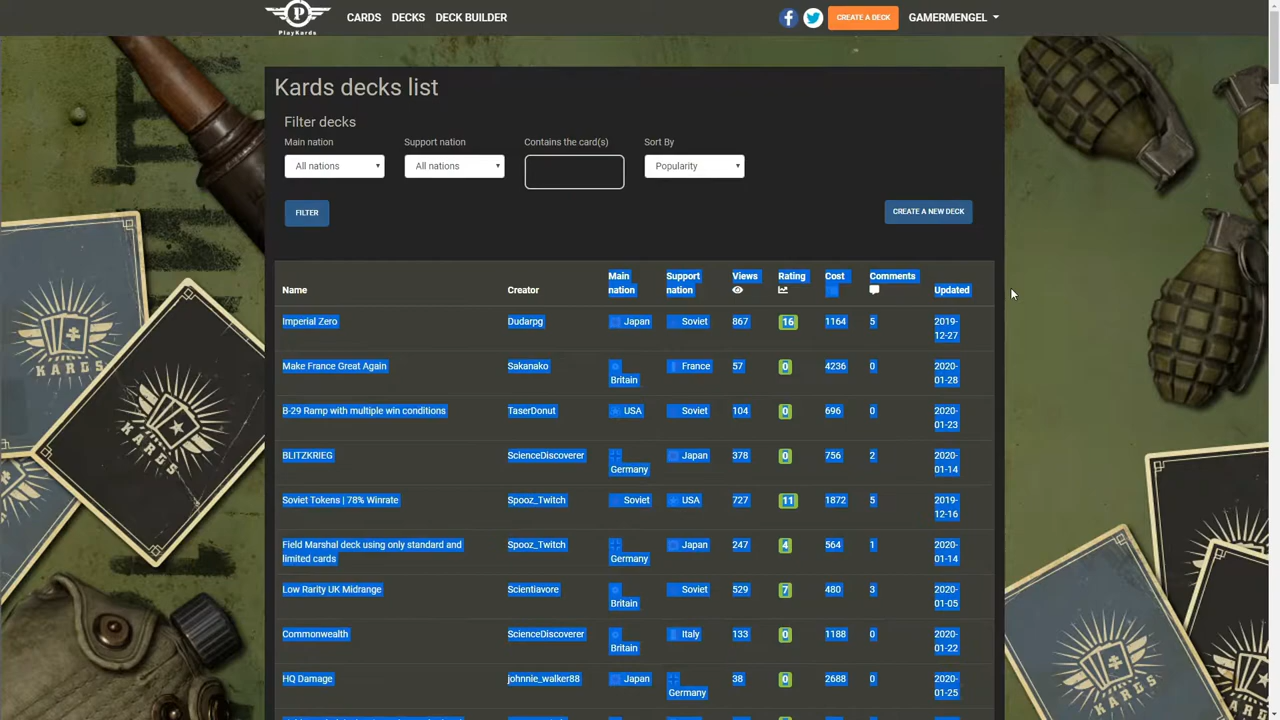 PlayKards
CARDS DECKS DECK BUILDER
CREATE A DECK GAMERMENGEL
Kards decks list
Filter decks
Main nation Support nation Contains the card(s) Sort By
All nations All nations Popularity
FILTER CREATE A NEW DECK
Name Creator Main nation Support nation Views Rating Cost Comments Updated
Imperial Zero Dudarpg Japan Soviet 867 16 1164 5 2019-12-27
Make France Great Again Sakanako Britain France 57 0 4236 0 2020-01-28
B-29 Ramp with multiple win conditions TaserDonut USA Soviet 104 0 696 0 2020-01-23
BLITZKRIEG ScienceDiscoverer Germany Japan 378 0 756 2 2020-01-14
Soviet Tokens | 78% Winrate Spooz_Twitch Soviet USA 727 11 1872 5 2019-12-16
Field Marshal deck using only standard and limited cards Spooz_Twitch Germany Japan 247 4 564 1 2020-01-14
Low Rarity UK Midrange Scientiavore Britain Soviet 529 7 480 3 2020-01-05
Commonwealth ScienceDiscoverer Britain Italy 133 0 1188 0 2020-01-22
HQ Damage johnnie_walker88 Japan Germany 38 0 2688 0 2020-01-25
KARDS
KARDS
KARDS
KARDS